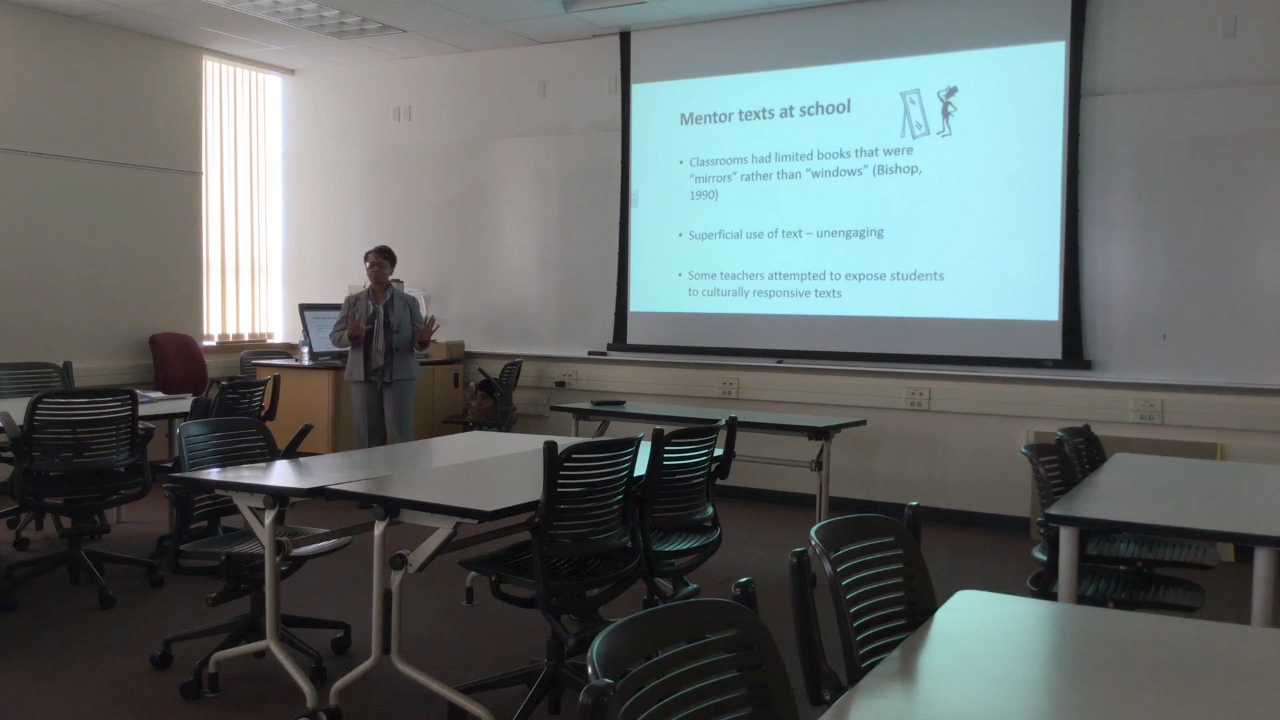 Mentor texts at school
• Classrooms had limited books that were
“mirrors” rather than “windows” (Bishop,
1990)
• Superficial use of text – unengaging
• Some teachers attempted to expose students
to culturally responsive texts